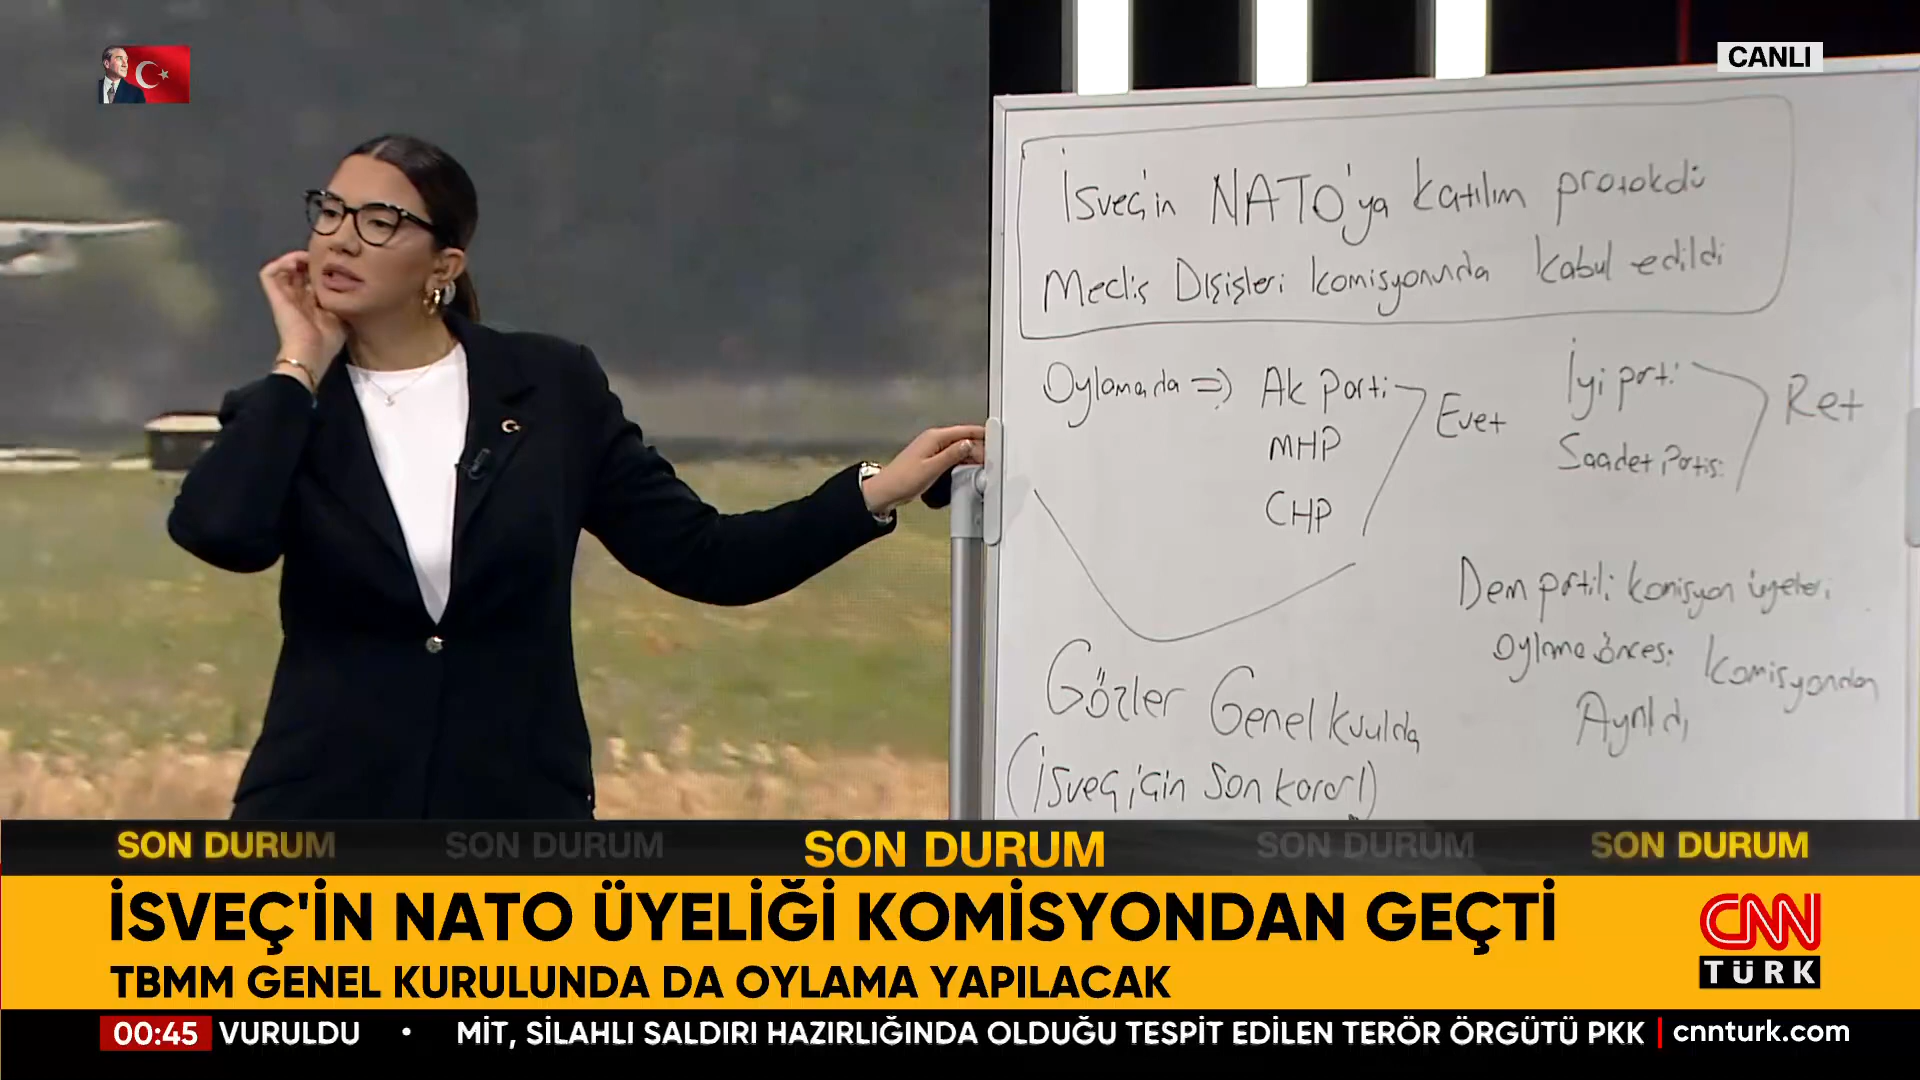 CANLI
İsveç'in NATO'ya katılım protokolü
Meclis Dışişleri komisyonunda kabul edildi
Oylamada => Ak Parti
MHP
CHP
Evet
İyi parti
Saadet Partisi
Ret
Dem partili komisyon üyeleri
oylama öncesi komisyondan
Ayrıldı
Gözler Genel kurulda
(İsveç için son karar!)
SON DURUM SON DURUM SON DURUM SON DURUM SON DURUM
İSVEÇ'İN NATO ÜYELİĞİ KOMİSYONDAN GEÇTİ
TBMM GENEL KURULUNDA DA OYLAMA YAPILACAK
CNN
TÜRK
00:45 VURULDU • MİT, SİLAHLI SALDIRI HAZIRLIĞINDA OLDUĞU TESPİT EDİLEN TERÖR ÖRGÜTÜ PKK | cnnturk.com